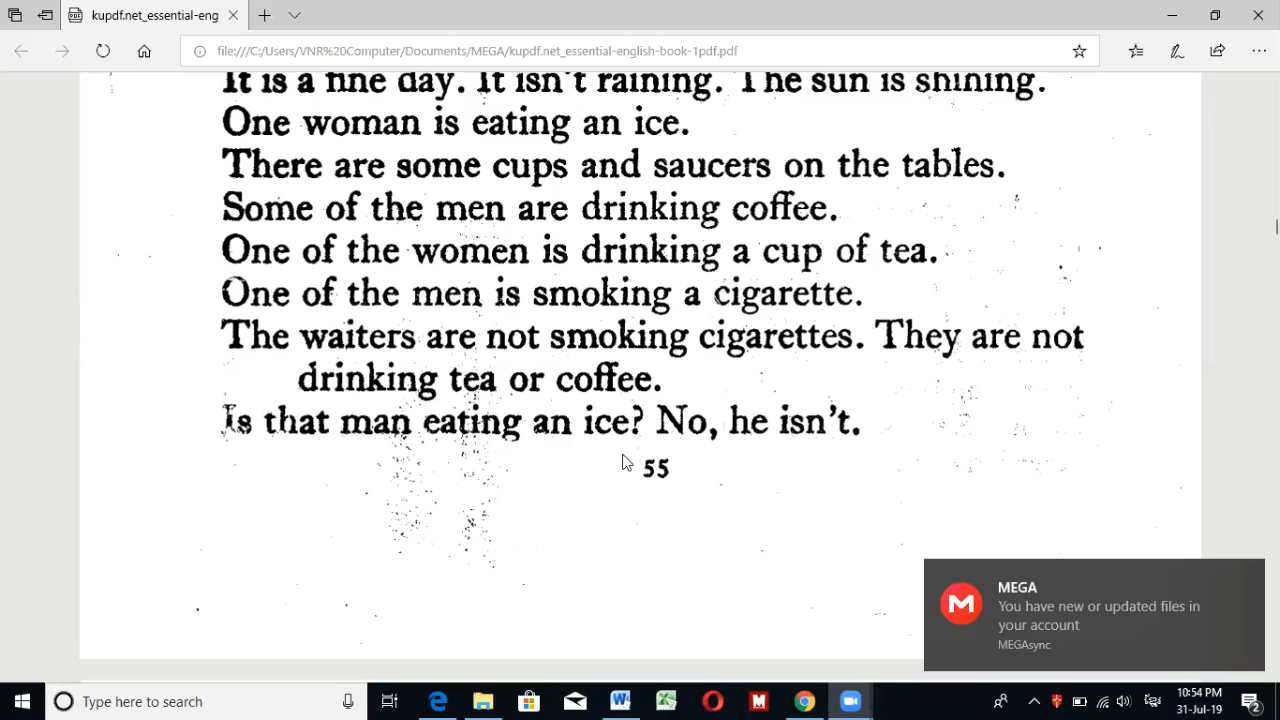 kupdf.net_essential-eng
file:///C:/Users/VNR%20Computer/Documents/MEGA/kupdf.net_essential-english-book-1pdf.pdf
It is a fine day. It isn't raining. The sun is shining.
One woman is eating an ice.
There are some cups and saucers on the tables.
Some of the men are drinking coffee.
One of the women is drinking a cup of tea.
One of the men is smoking a cigarette.
The waiters are not smoking cigarettes. They are not
drinking tea or coffee.
Is that man eating an ice? No, he isn't.
55
MEGA
You have new or updated files in
your account
MEGAsync
Type here to search
10:54 PM
31-Jul-19
2